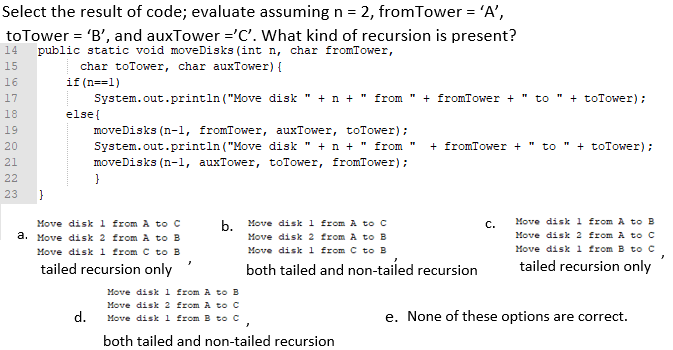 Select the result of code; evaluate assuming n = 2, fromTower = ‘A’,
toTower = ‘B’, and auxTower =’C’. What kind of recursion is present?
14 public static void moveDisks(int n, char fromTower,
15 char toTower, char auxTower){
16 if(n==1)
17 System.out.println("Move disk " + n + " from " + fromTower + " to " + toTower);
18 else{
19 moveDisks(n-1, fromTower, auxTower, toTower);
20 System.out.println("Move disk " + n + " from " + fromTower + " to " + toTower);
21 moveDisks(n-1, auxTower, toTower, fromTower);
22 }
23 }
a. Move disk 1 from A to C
Move disk 2 from A to B
Move disk 1 from C to B ,
tailed recursion only
b. Move disk 1 from A to C
Move disk 2 from A to B
Move disk 1 from C to B ,
both tailed and non-tailed recursion
c. Move disk 1 from A to B
Move disk 2 from A to C
Move disk 1 from B to C ,
tailed recursion only
d. Move disk 1 from A to B
Move disk 2 from A to C
Move disk 1 from B to C ,
both tailed and non-tailed recursion
e. None of these options are correct.